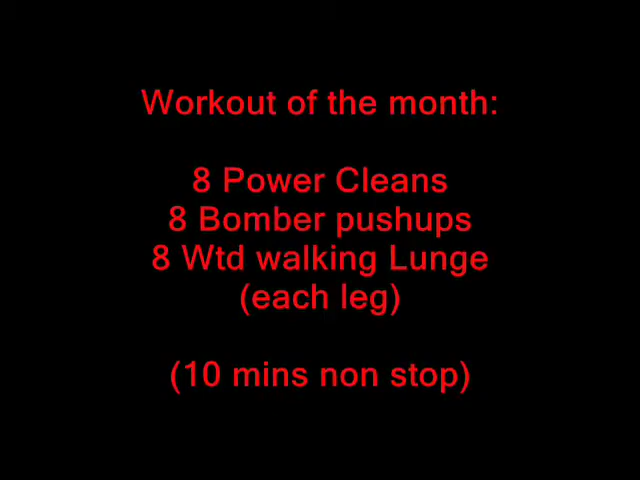 Workout of the month:
8 Power Cleans
8 Bomber pushups
8 Wtd walking Lunge
(each leg)
(10 mins non stop)